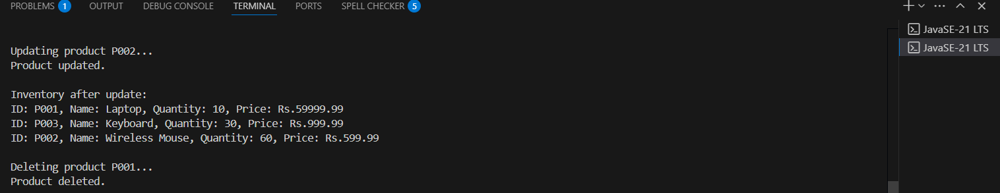 PROBLEMS 1 OUTPUT DEBUG CONSOLE TERMINAL PORTS SPELL CHECKER 5
JavaSE-21 LTS
JavaSE-21 LTS
Updating product P002...
Product updated.
Inventory after update:
ID: P001, Name: Laptop, Quantity: 10, Price: Rs.59999.99
ID: P003, Name: Keyboard, Quantity: 30, Price: Rs.999.99
ID: P002, Name: Wireless Mouse, Quantity: 60, Price: Rs.599.99
Deleting product P001...
Product deleted.